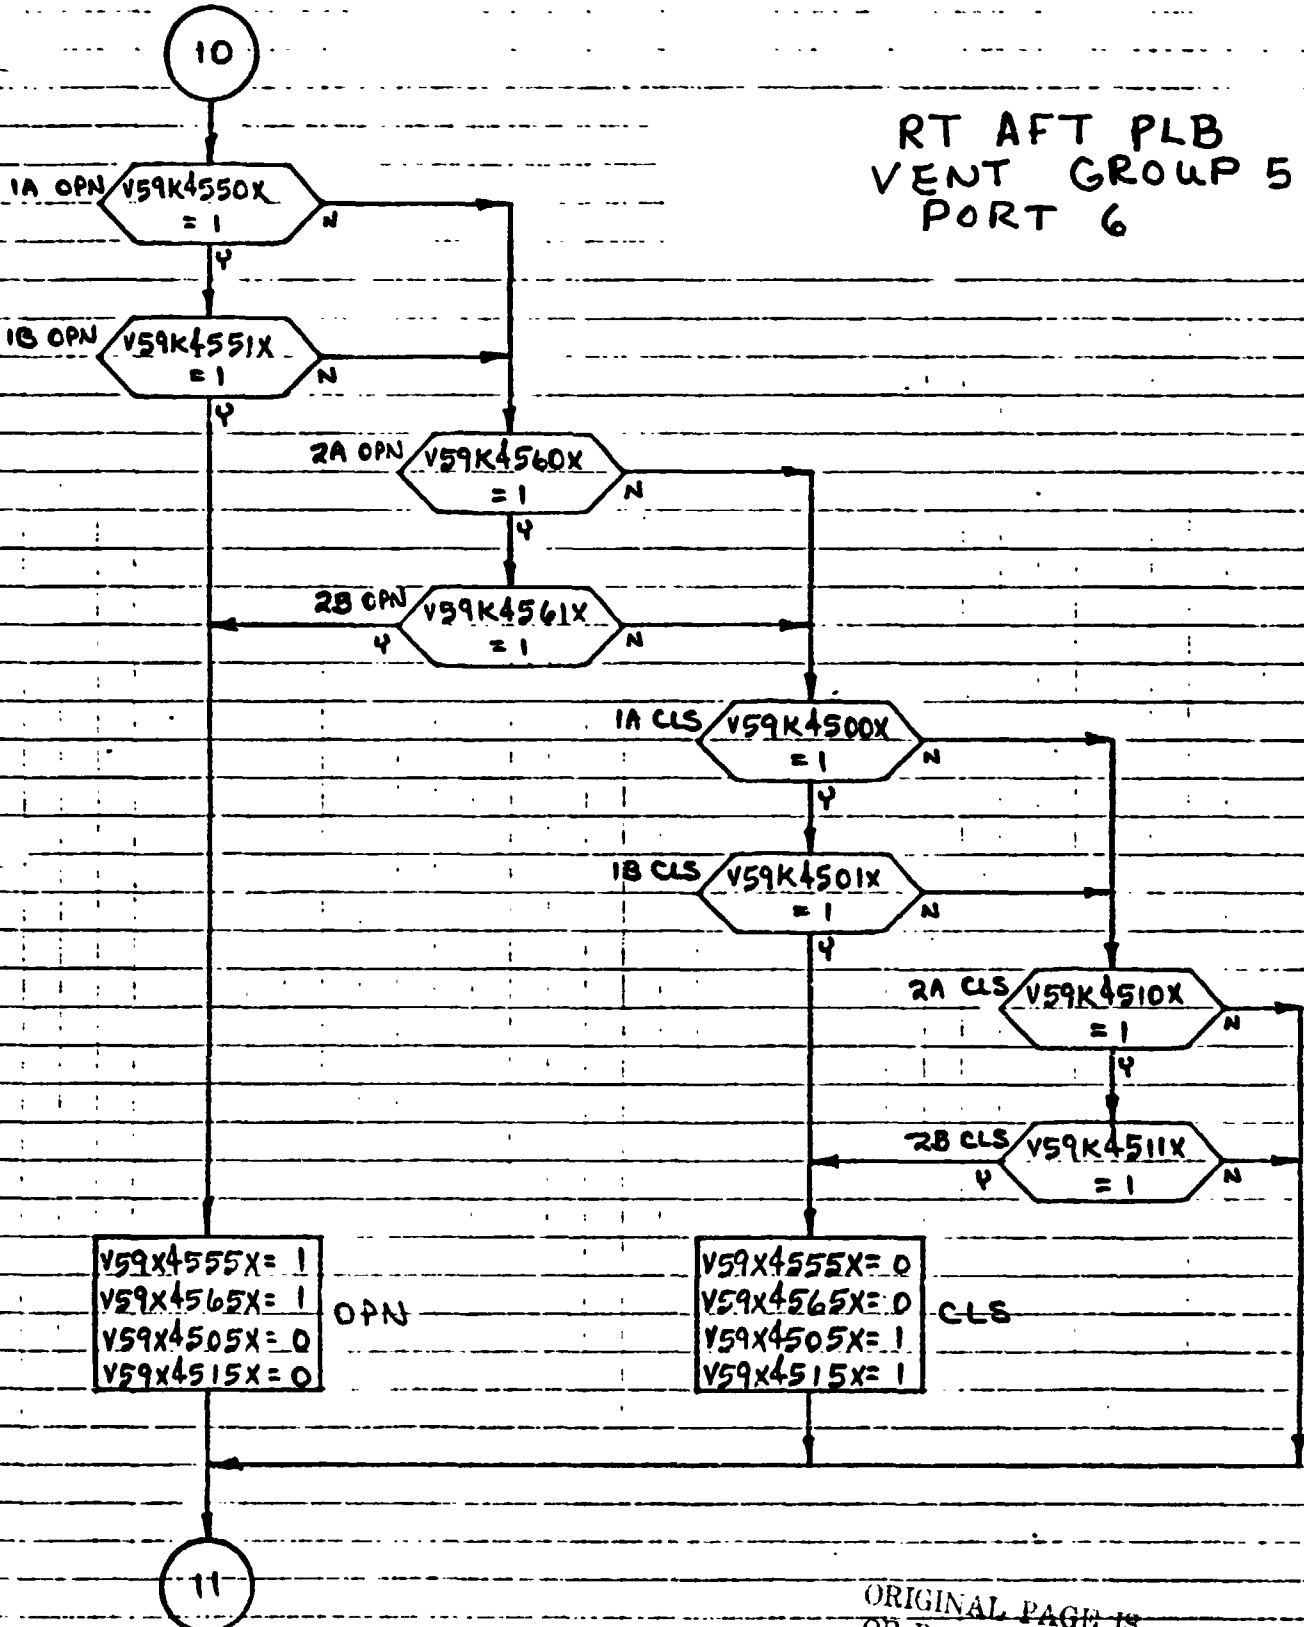 10
RT AFT PLB
VENT GROUP 5
PORT 6
1A OPN
V59K4550X
= 1
N
Y
1B OPN
V59K4551X
= 1
N
Y
2A OPN
V59K4560X
= 1
N
Y
2B OPN
V59K4561X
= 1
Y
N
1A CLS
V59K4500X
= 1
N
Y
1B CLS
V59K4501X
= 1
N
Y
2A CLS
V59K4510X
= 1
N
Y
2B CLS
V59K4511X
= 1
Y
N
V59X4555X= 1
V59X4565X= 1
V59X4505X= 0
V59X4515X= 0
OPN
V59X4555X= 0
V59X4565X= 0
V59X4505X= 1
V59X4515X= 1
CLS
11
ORIGINAL PAGE IS